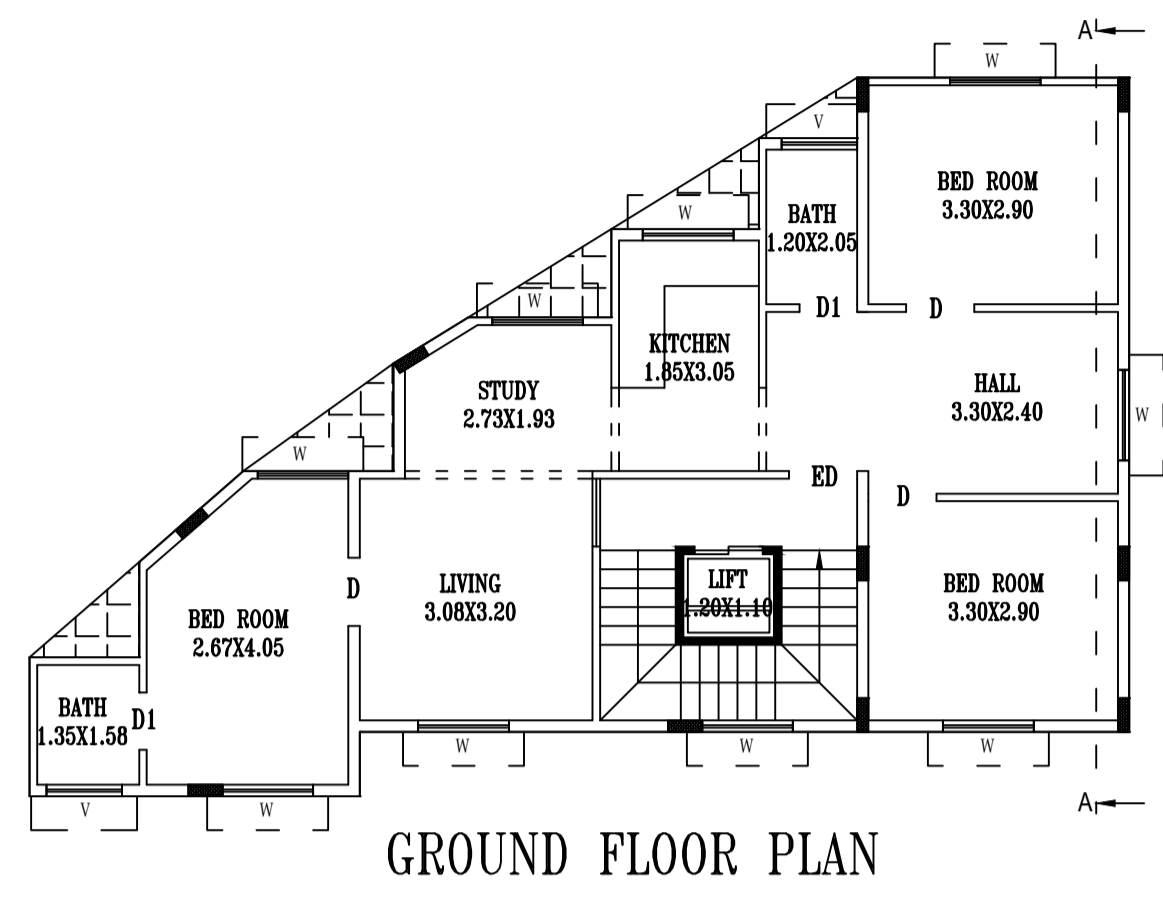 A
W
V
BED ROOM
3.30X2.90
BATH
1.20X2.05
W
W
D1
D
KITCHEN
1.85X3.05
STUDY
2.73X1.93
HALL
3.30X2.40
W
W
ED
D
LIFT
1.20X1.10
D
LIVING
3.08X3.20
BED ROOM
3.30X2.90
BED ROOM
2.67X4.05
BATH
1.35X1.58
D1
W
W
W
V
W
A
GROUND FLOOR PLAN